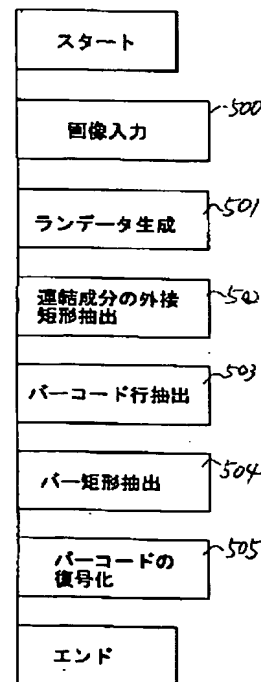 スタート
500
画像入力
501
ランデータ生成
502
連結成分の外接
矩形抽出
503
バーコード行抽出
504
バー矩形抽出
505
バーコードの
復号化
エンド